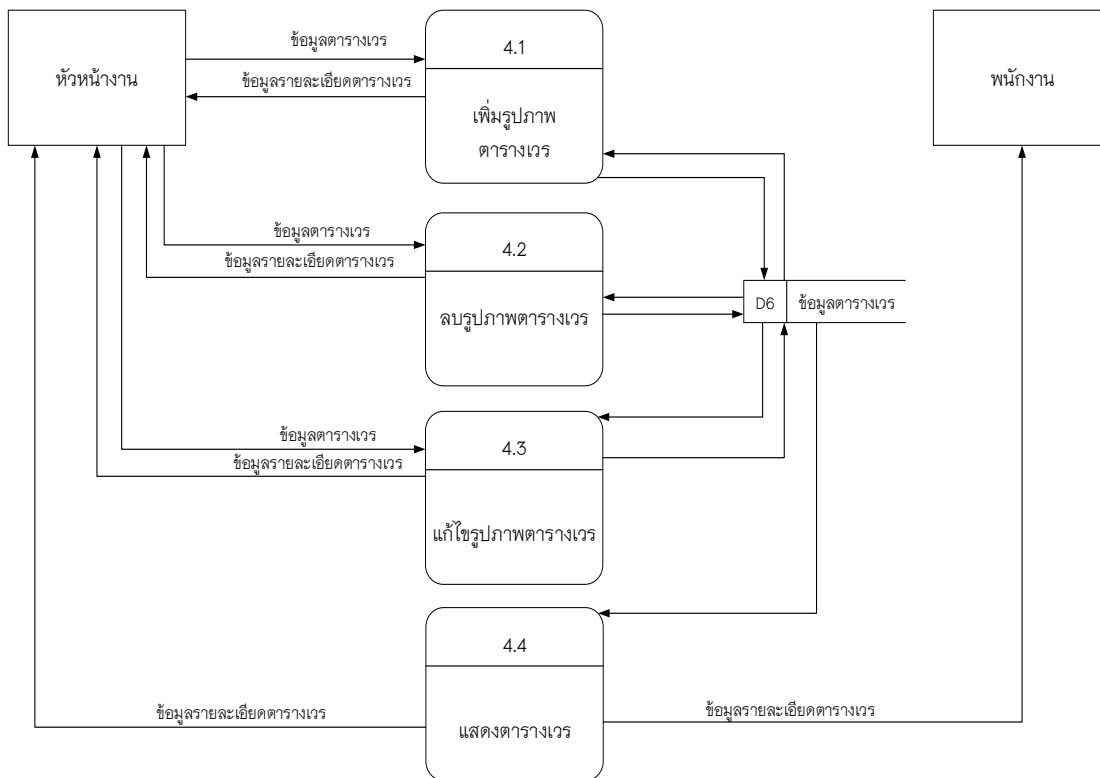 หัวหน้างาน
ข้อมูลตารางเวร
ข้อมูลรายละเอียดตารางเวร
4.1
เพิ่มรูปภาพ
ตารางเวร
พนักงาน
ข้อมูลตารางเวร
ข้อมูลรายละเอียดตารางเวร
4.2
ลบรูปภาพตารางเวร
D6
ข้อมูลตารางเวร
ข้อมูลตารางเวร
ข้อมูลรายละเอียดตารางเวร
4.3
แก้ไขรูปภาพตารางเวร
4.4
แสดงตารางเวร
ข้อมูลรายละเอียดตารางเวร
ข้อมูลรายละเอียดตารางเวร